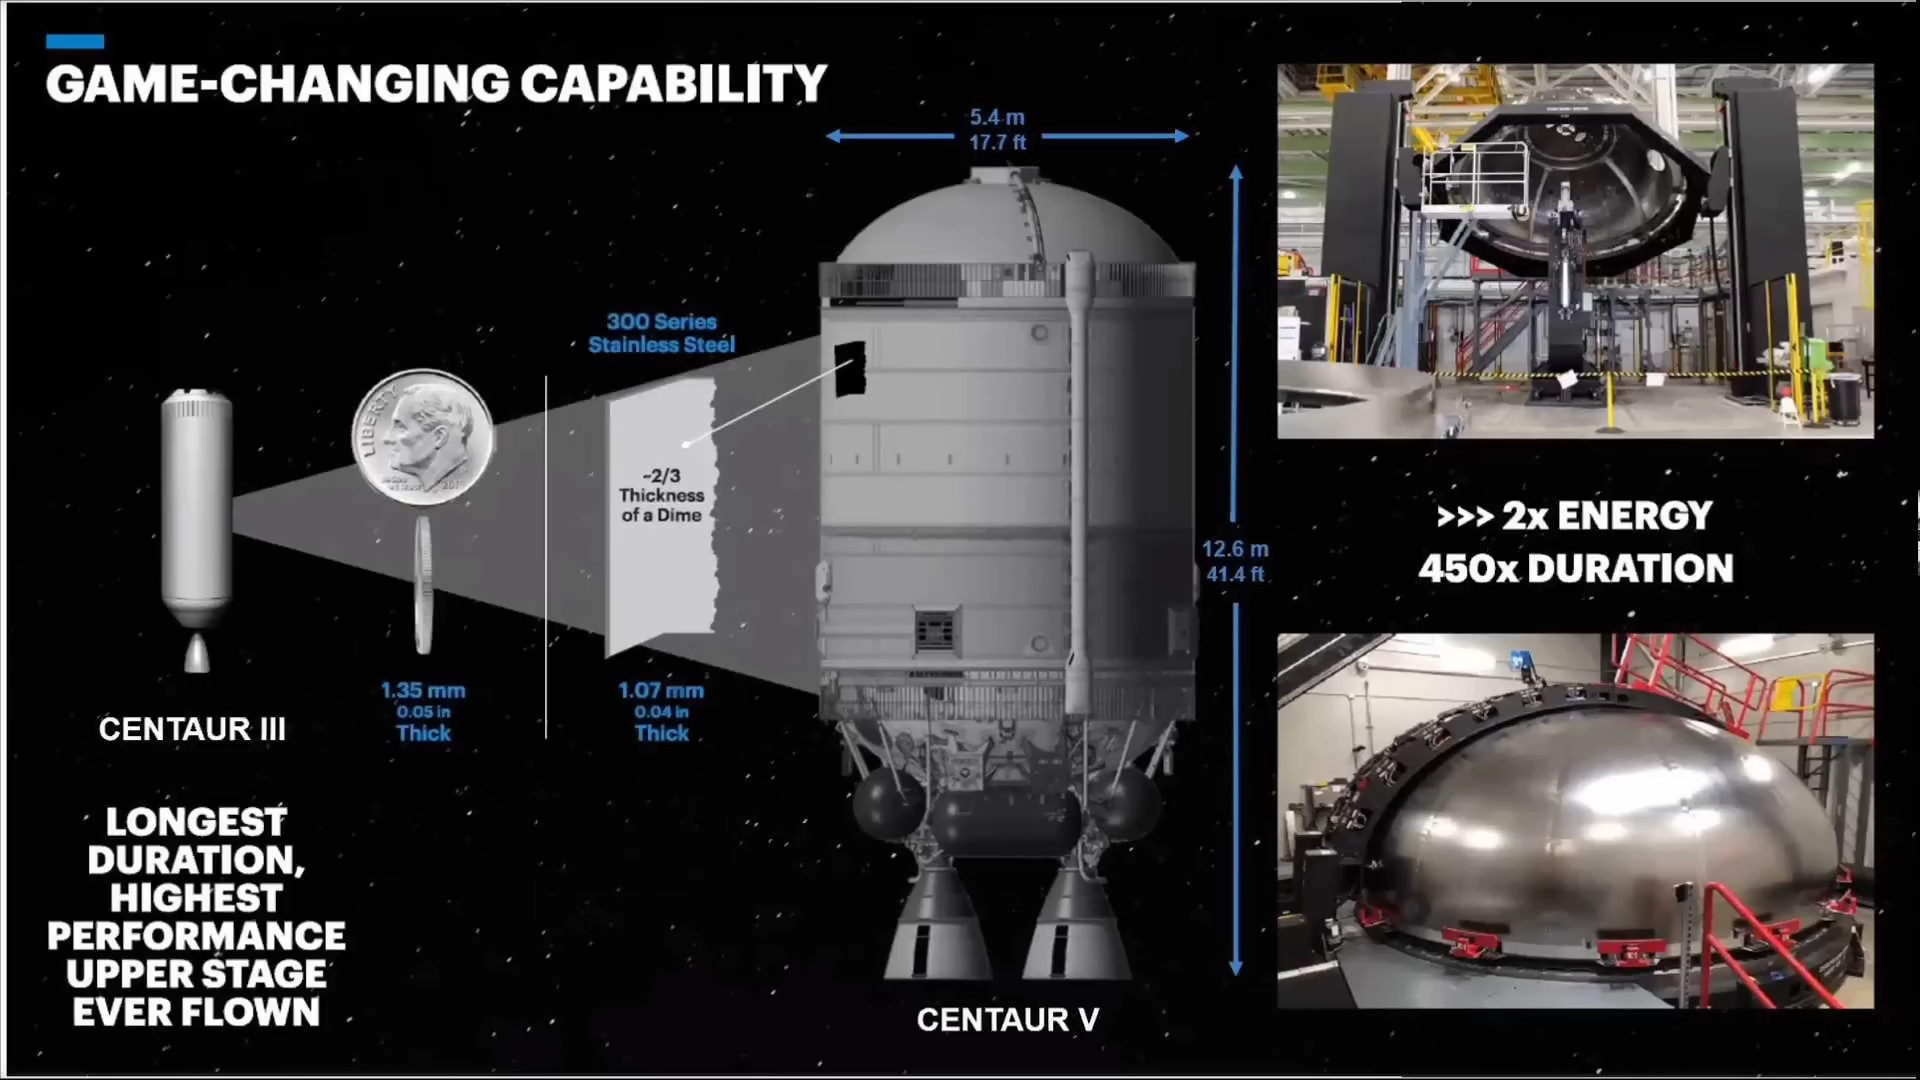 GAME-CHANGING CAPABILITY
5.4 m
17.7 ft
300 Series
Stainless Steel
LIBERTY
~2/3
Thickness
of a Dime
12.6 m
41.4 ft
1.35 mm
0.05 in
Thick
1.07 mm
0.04 in
Thick
CENTAUR III
LONGEST
DURATION,
HIGHEST
PERFORMANCE
UPPER STAGE
EVER FLOWN
CENTAUR V
>>> 2x ENERGY
450x DURATION